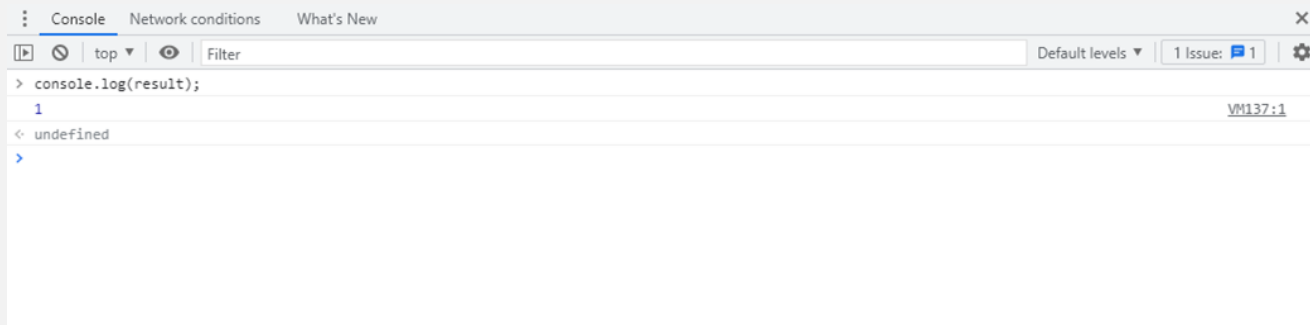 Console Network conditions What's New
top Filter Default levels 1 Issue: 1
console.log(result);
1 VM137:1
undefined